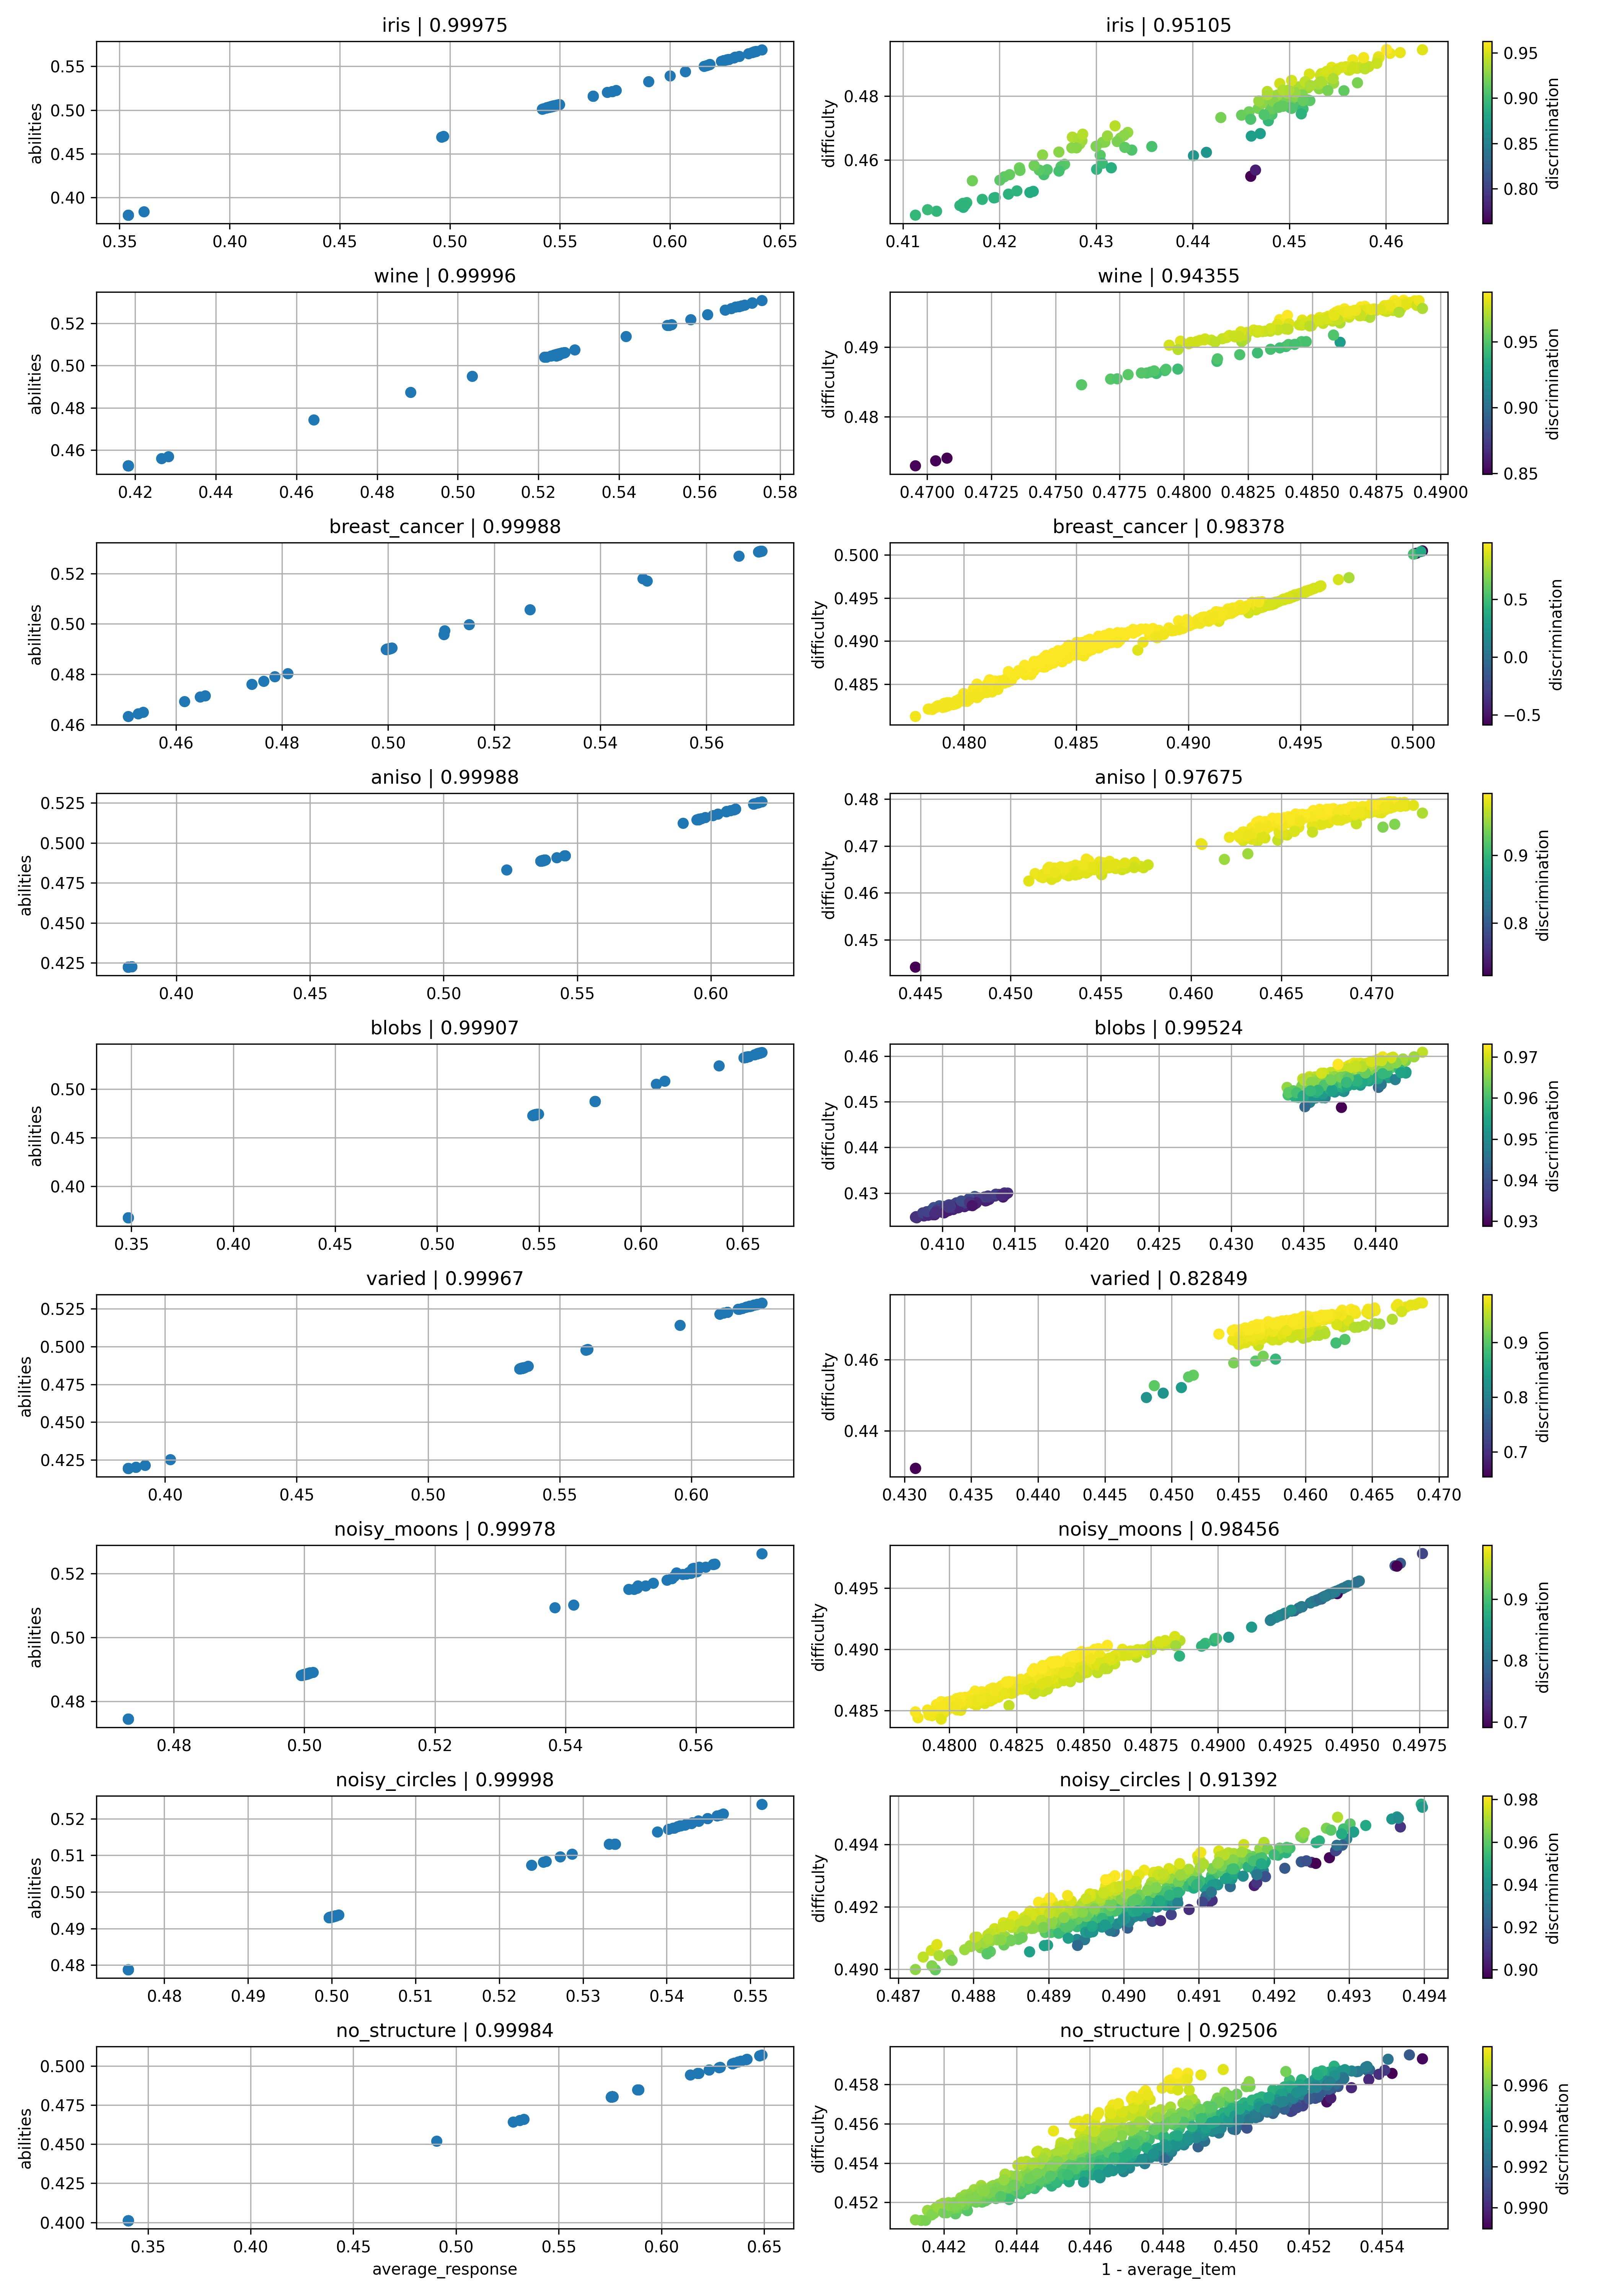 iris | 0.99975
abilities
0.55
0.50
0.45
0.40
0.35 0.40 0.45 0.50 0.55 0.60 0.65
iris | 0.95105
difficulty
0.48
0.46
0.41 0.42 0.43 0.44 0.45 0.46
0.95
0.90
0.85
0.80
discrimination
wine | 0.99996
abilities
0.52
0.50
0.48
0.46
0.42 0.44 0.46 0.48 0.50 0.52 0.54 0.56 0.58
wine | 0.94355
difficulty
0.49
0.48
0.4700 0.4725 0.4750 0.4775 0.4800 0.4825 0.4850 0.4875 0.4900
0.95
0.90
0.85
discrimination
breast_cancer | 0.99988
abilities
0.52
0.50
0.48
0.46
0.46 0.48 0.50 0.52 0.54 0.56
breast_cancer | 0.98378
difficulty
0.500
0.495
0.490
0.485
0.480 0.485 0.490 0.495 0.500
0.5
0.0
−0.5
discrimination
aniso | 0.99988
abilities
0.525
0.500
0.475
0.450
0.425
0.40 0.45 0.50 0.55 0.60
aniso | 0.97675
difficulty
0.48
0.47
0.46
0.45
0.445 0.450 0.455 0.460 0.465 0.470
0.9
0.8
discrimination
blobs | 0.99907
abilities
0.50
0.45
0.40
0.35 0.40 0.45 0.50 0.55 0.60 0.65
blobs | 0.99524
difficulty
0.46
0.45
0.44
0.43
0.410 0.415 0.420 0.425 0.430 0.435 0.440
0.97
0.96
0.95
0.94
0.93
discrimination
varied | 0.99967
abilities
0.525
0.500
0.475
0.450
0.425
0.40 0.45 0.50 0.55 0.60
varied | 0.82849
difficulty
0.46
0.44
0.430 0.435 0.440 0.445 0.450 0.455 0.460 0.465 0.470
0.9
0.8
0.7
discrimination
noisy_moons | 0.99978
abilities
0.52
0.50
0.48
0.48 0.50 0.52 0.54 0.56
noisy_moons | 0.98456
difficulty
0.495
0.490
0.485
0.4800 0.4825 0.4850 0.4875 0.4900 0.4925 0.4950 0.4975
0.9
0.8
0.7
discrimination
noisy_circles | 0.99998
abilities
0.52
0.51
0.50
0.49
0.48
0.48 0.49 0.50 0.51 0.52 0.53 0.54 0.55
noisy_circles | 0.91392
difficulty
0.494
0.492
0.490
0.487 0.488 0.489 0.490 0.491 0.492 0.493 0.494
0.98
0.96
0.94
0.92
0.90
discrimination
no_structure | 0.99984
abilities
0.500
0.475
0.450
0.425
0.400
0.35 0.40 0.45 0.50 0.55 0.60 0.65
average_response
no_structure | 0.92506
difficulty
0.458
0.456
0.454
0.452
0.442 0.444 0.446 0.448 0.450 0.452 0.454
1 - average_item
0.996
0.994
0.992
0.990
discrimination